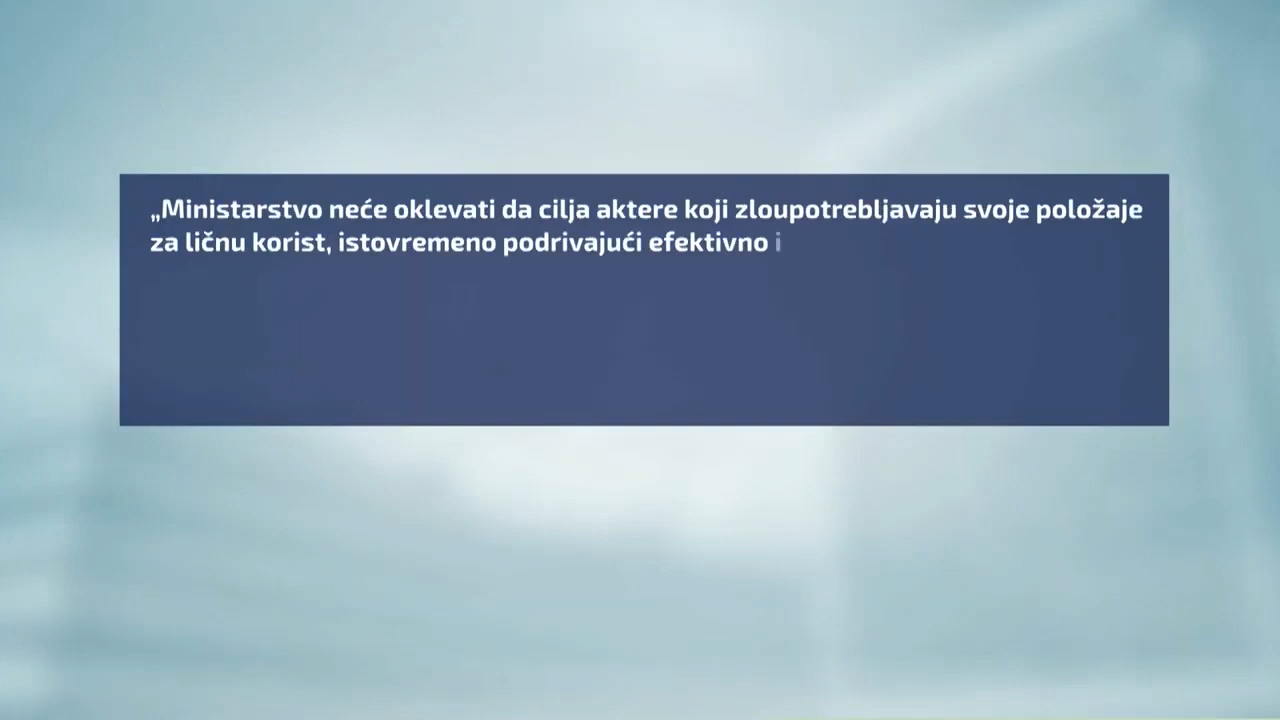 „Ministarstvo neće oklevati da cilja aktere koji zloupotrebljavaju svoje položaje
za ličnu korist, istovremeno podrivajući efektivno i